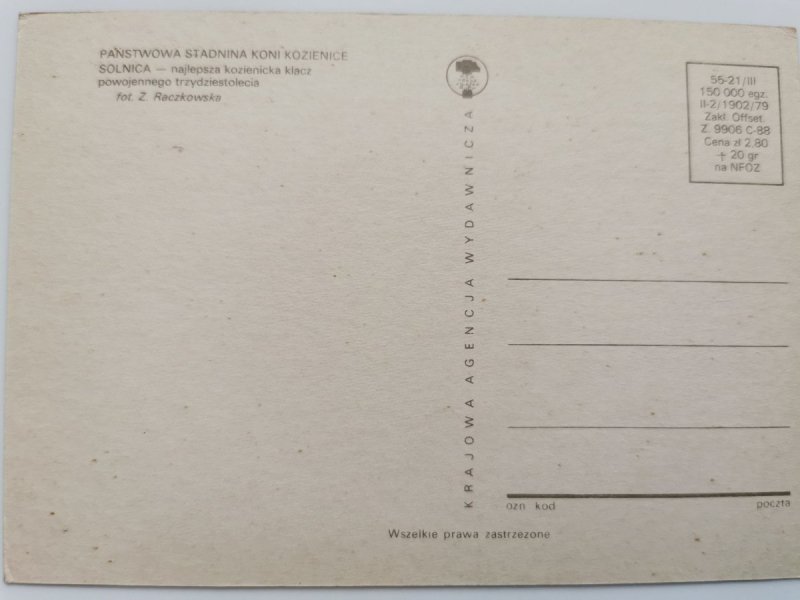 PAŃSTWOWA STADNINA KONI KOZIENICE
SOLNICA — najlepsza kozienicka klacz
powojennego trzydziestolecia
fot. Z. Raczkowska
55-21/III
150 000 egz.
II-2/1902/79
Zakł. Offset.
Z. 9906 C-88
Cena zł 2,80
+ 20 gr
na NFOZ
KRAJOWA AGENCJA WYDAWNICZA
ozn kod
poczta
Wszelkie prawa zastrzeżone